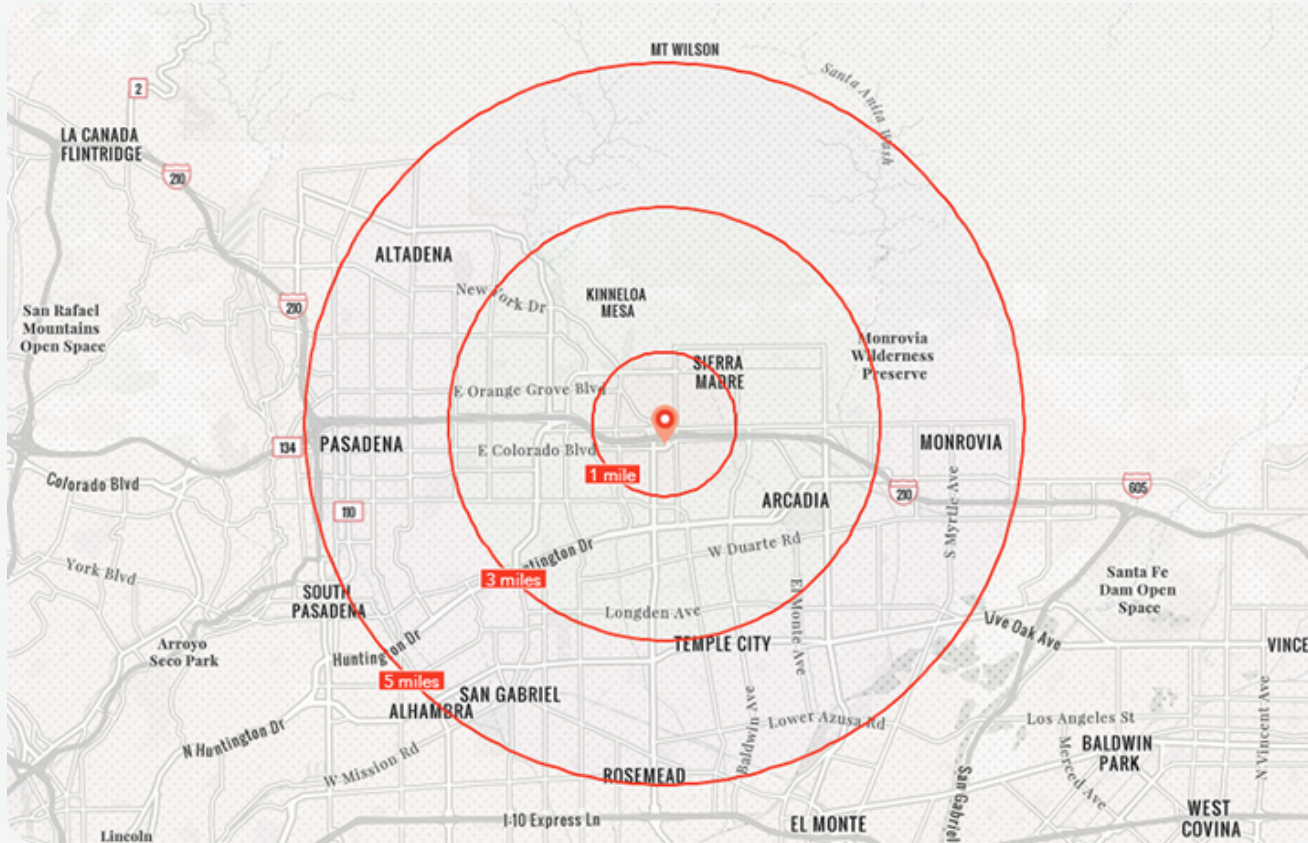 MT WILSON
Santa Anita Wash
2
LA CANADA
FLINTRIDGE
210
ALTADENA
New York Dr
KINNELOA
MESA
210
San Rafael
Mountains
Open Space
Monrovia
Wilderness
Preserve
SIERRA
MADRE
E Orange Grove Blvd
134
PASADENA
E Colorado Blvd
MONROVIA
1 mile
Colorado Blvd
605
210
ARCADIA
S Myrtle Ave
110
W Duarte Rd
Huntington Dr
3 miles
York Blvd
Santa Fe
Dam Open
Space
SOUTH
PASADENA
Longden Ave
El Monte Ave
Live Oak Ave
Arroyo
Seco Park
Huntington Dr
TEMPLE CITY
VINCE
5 miles
SAN GABRIEL
ALHAMBRA
Baldwin Ave
Lower Azusa Rd
Los Angeles St
N Huntington Dr
BALDWIN
PARK
N Vincent Ave
Merced Ave
W Mission Rd
ROSEMEAD
San Gabriel
I-10 Express Ln
EL MONTE
WEST
COVINA
Lincoln